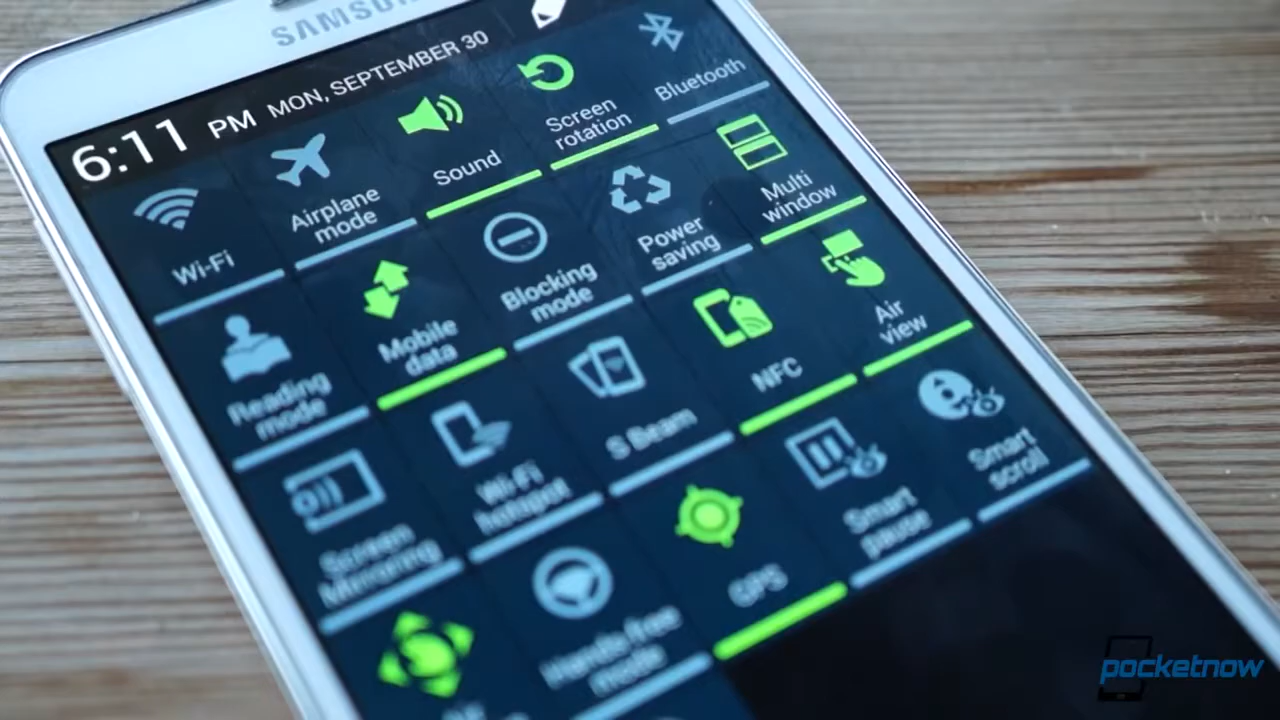 SAMSUNG
6:11 PM MON, SEPTEMBER 30
Wi-Fi
Airplane
mode
Sound
Screen
rotation
Bluetooth
Reading
mode
Mobile
data
Blocking
mode
Power
saving
Multi
window
Screen
Mirroring
Wi-Fi
hotspot
S Beam
NFC
Air
view
Air
Hands-free
mode
GPS
Smart
pause
Smart
scroll
pocketnow